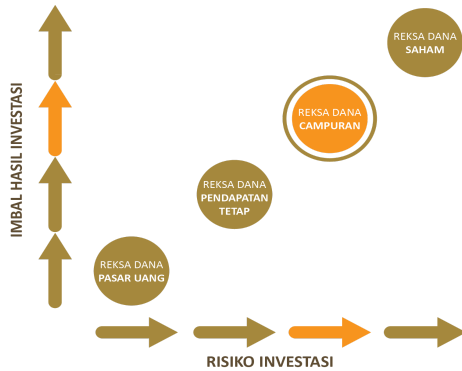 REKSA DANA
SAHAM
REKSA DANA
CAMPURAN
REKSA DANA
PENDAPATAN
TETAP
REKSA DANA
PASAR UANG
IMBAL HASIL INVESTASI
RISIKO INVESTASI